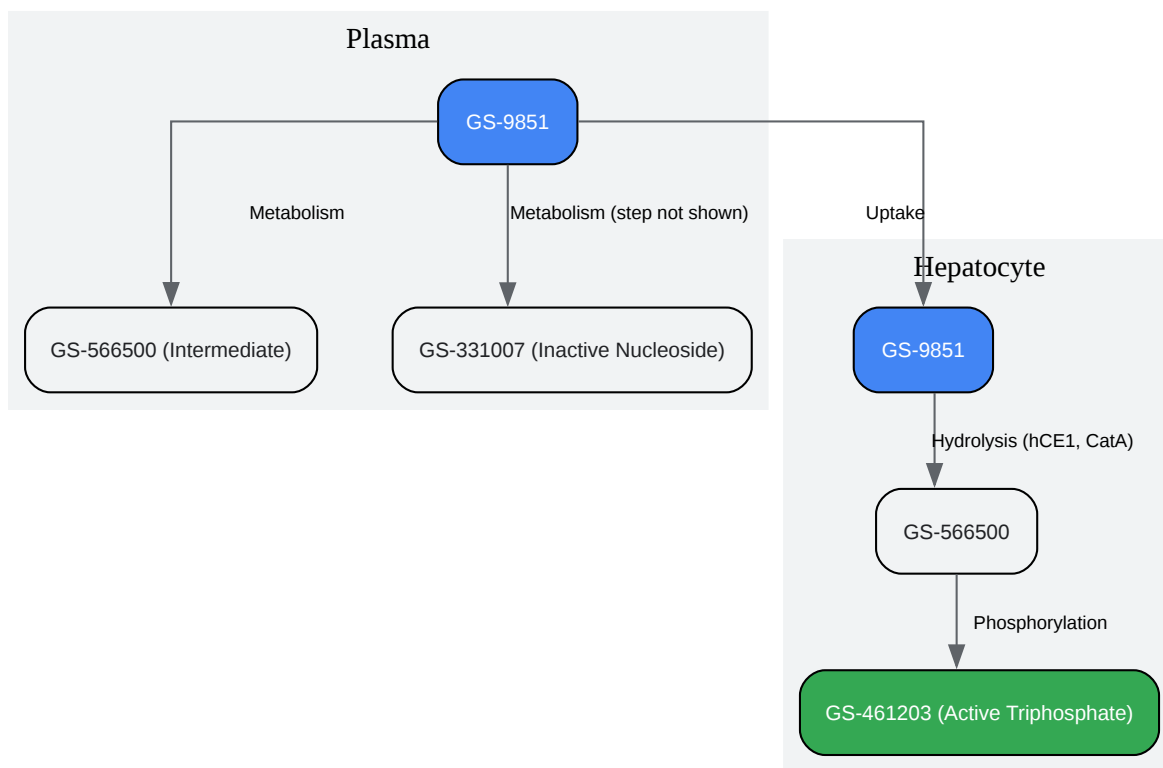 Plasma
GS-9851
Metabolism
Metabolism (step not shown)
Uptake
Hepatocyte
GS-566500 (Intermediate)
GS-331007 (Inactive Nucleoside)
GS-9851
Hydrolysis (hCE1, CatA)
GS-566500
Phosphorylation
GS-461203 (Active Triphosphate)